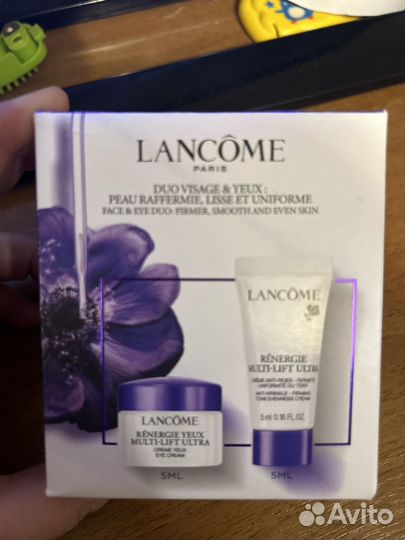 LANCÔME
PARIS
DUO VISAGE & YEUX :
PEAU RAFFERMIE, LISSE ET UNIFORME
FACE & EYE DUO: FIRMER, SMOOTH AND EVEN SKIN
LANCÔME
RÉNERGIE
MULTI-LIFT ULTRA
CRÈME ANTI-RIDES - FERMETÉ
UNIFORMITÉ DU TEINT
ANTI-WRINKLE - FIRMING
TONE EVENNESS CREAM
5 ml 0.16 FL.OZ.
5ML
LANCÔME
RÉNERGIE YEUX
MULTI-LIFT ULTRA
CRÈME YEUX
EYE CREAM
5ML
Avito